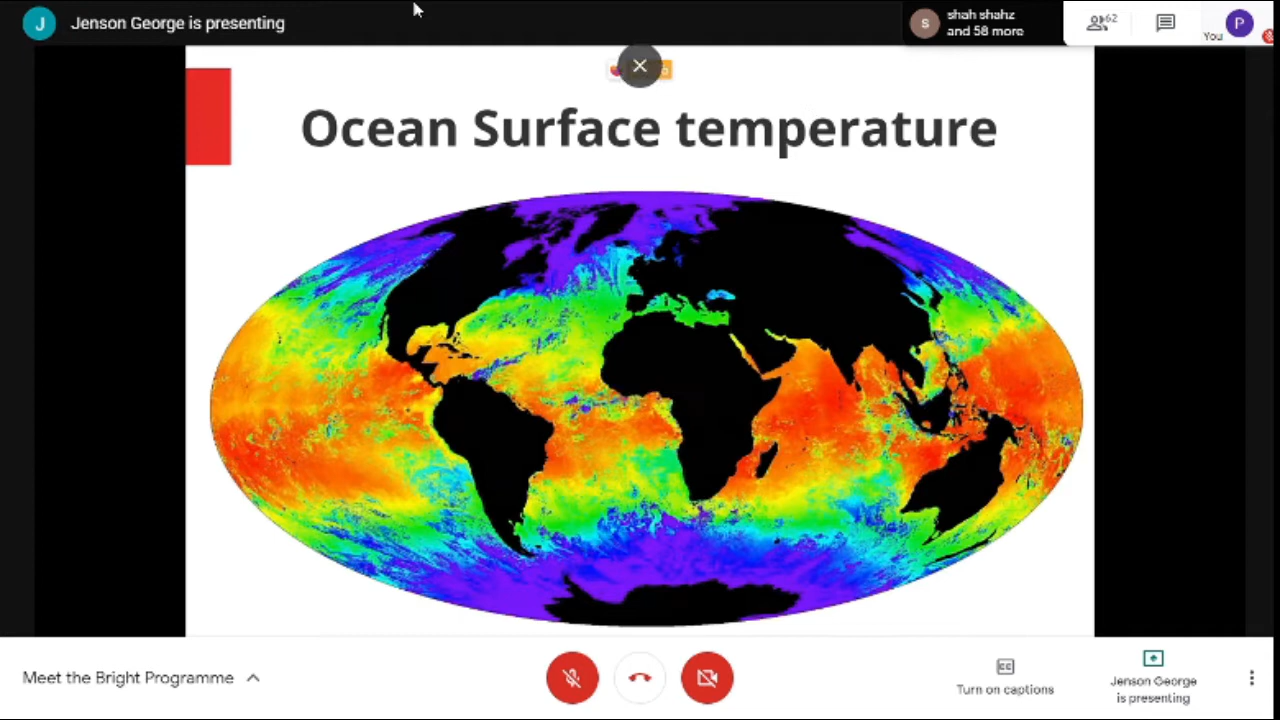 J
Jenson George is presenting
S
shah shahz
and 58 more
62
You
P
Ocean Surface temperature
Meet the Bright Programme
CC
Turn on captions
Jenson George
is presenting